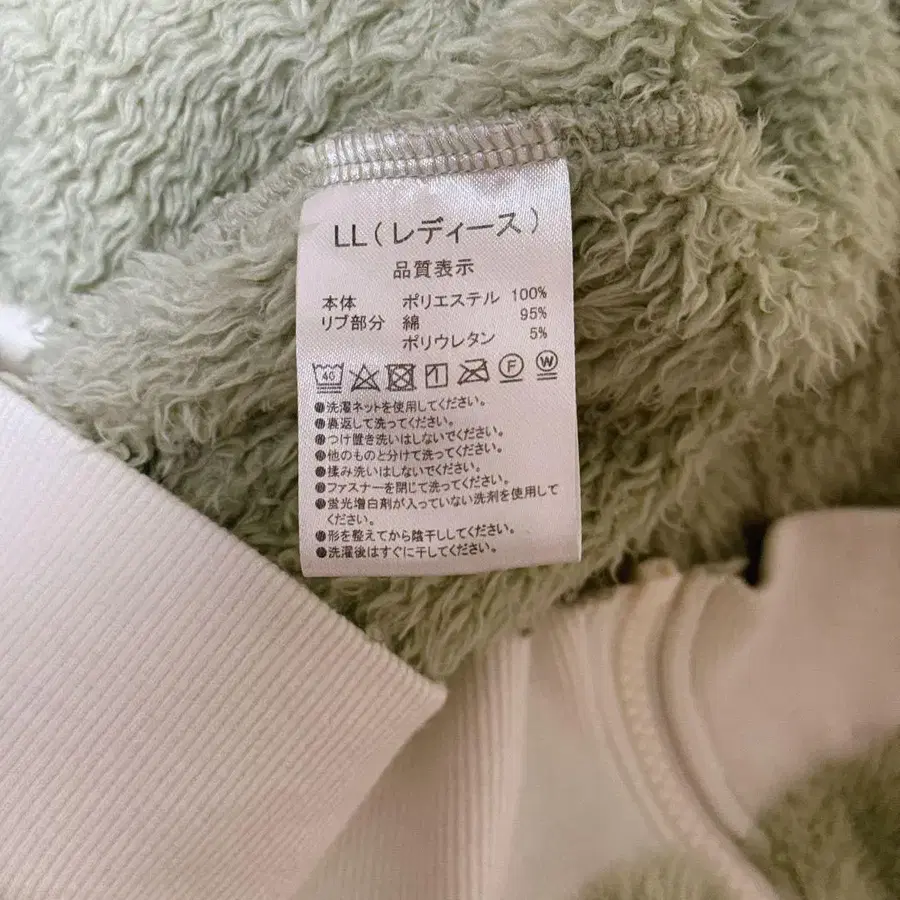 LL(レディース)
品質表示
本体 ポリエステル 100%
リブ部分 綿 95%
ポリウレタン 5%
40 F W
●洗濯ネットを使用してください。
●裏返して洗ってください。
●つけ置き洗いはしないでください。
●他のものと分けて洗ってください。
●揉み洗いはしないでください。
●ファスナーを閉じて洗ってください。
●蛍光増白剤が入っていない洗剤を使用して
ください。
●形を整えてから陰干ししてください。
●洗濯後はすぐに干してください。